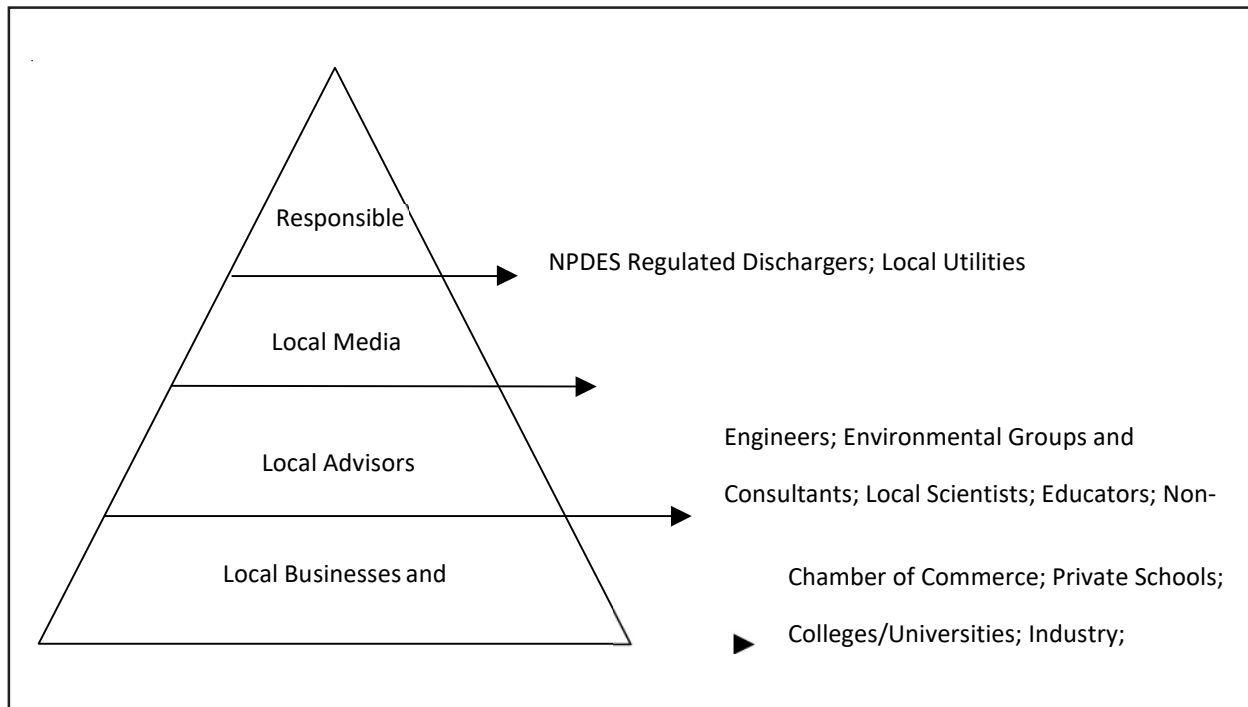 Responsible
NPDES Regulated Dischargers; Local Utilities
Local Media
Engineers; Environmental Groups and
Local Advisors
Consultants; Local Scientists; Educators; Non-
Local Businesses and
Chamber of Commerce; Private Schools;
Colleges/Universities; Industry;